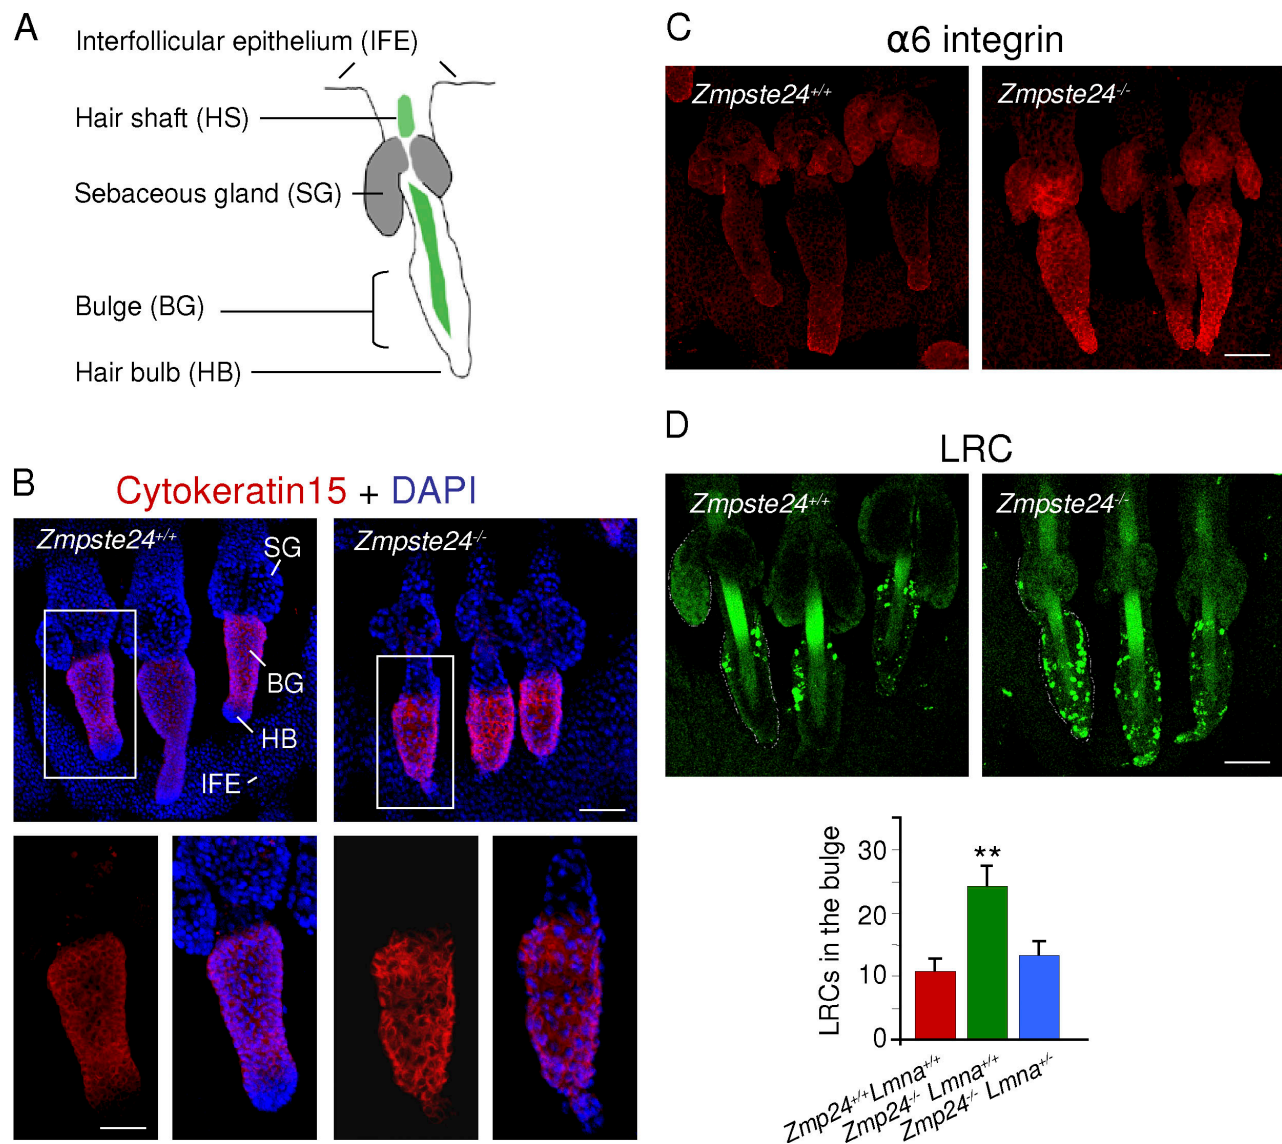 A
Interfollicular epithelium (IFE)
Hair shaft (HS)
Sebaceous gland (SG)
Bulge (BG)
Hair bulb (HB)
B
Cytokeratin15 + DAPI
Zmpste24+/+
SG
BG
HB
IFE
Zmpste24-/-
C
α6 integrin
Zmpste24+/+
Zmpste24-/-
D
LRC
Zmpste24+/+
Zmpste24-/-
LRCs in the bulge
30
20
10
0
**
Zmp24+/+Lmna+/+
Zmp24-/- Lmna+/+
Zmp24-/- Lmna+/-